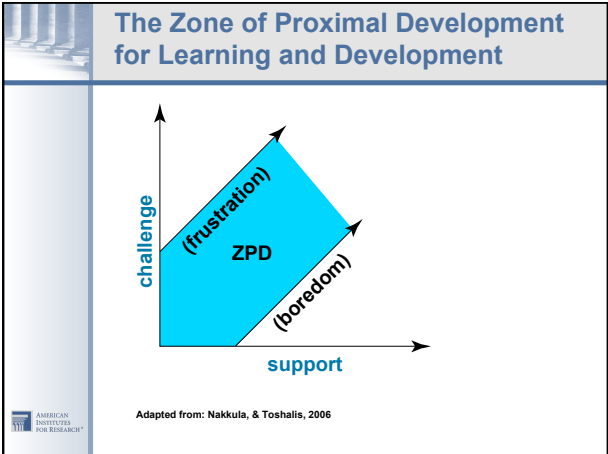 The Zone of Proximal Development
for Learning and Development
challenge
(frustration)
ZPD
(boredom)
support
Adapted from: Nakkula, & Toshalis, 2006
AMERICAN
INSTITUTES
FOR RESEARCH®